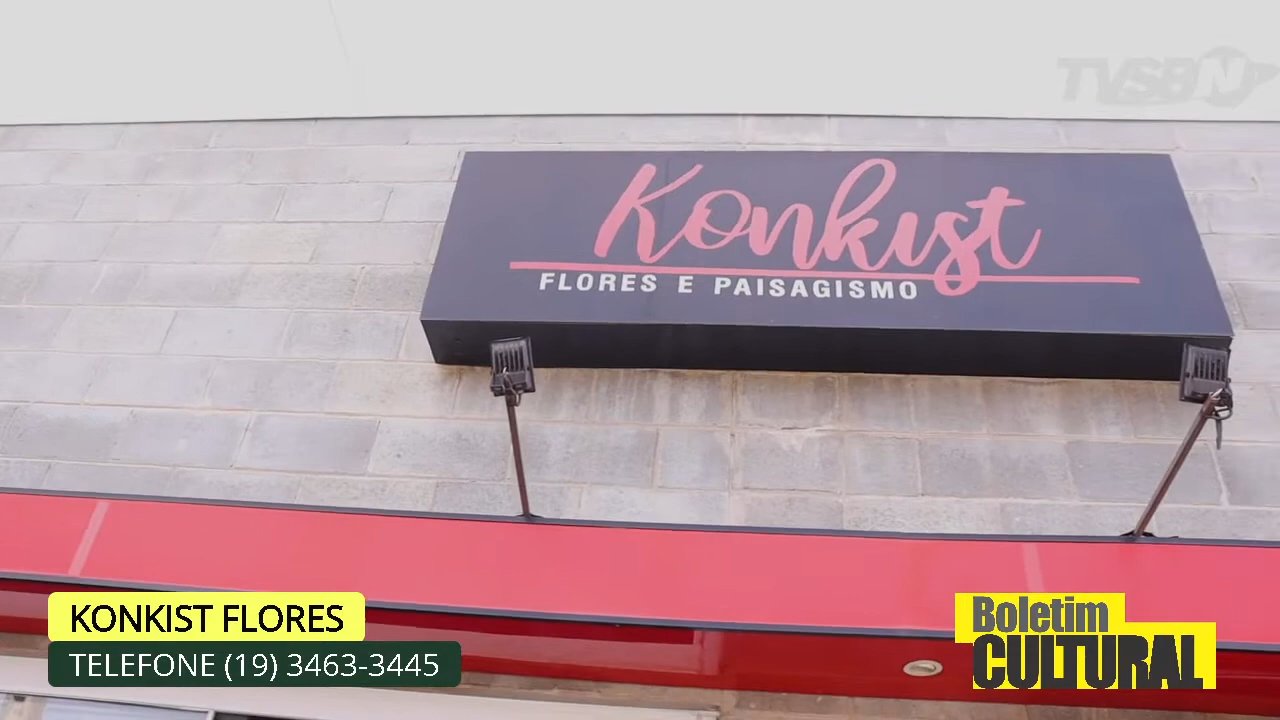 TVSBN
Konkist
FLORES E PAISAGISMO
KONKIST FLORES
TELEFONE (19) 3463-3445
Boletim
CULTURAL